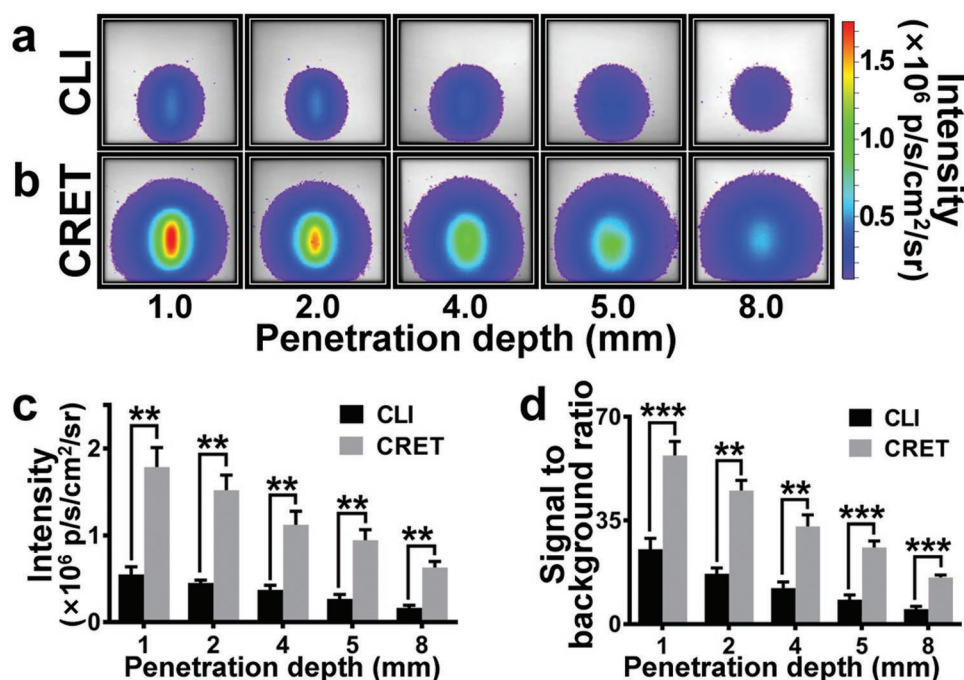 a
CLI
b
CRET
1.0 2.0 4.0 5.0 8.0
Penetration depth (mm)
1.5
1.0
0.5
Intensity
(×10⁶ p/s/cm²/sr)
c
CLI
CRET
** ** ** ** **
2
1
0
Intensity
(×10⁶ p/s/cm²/sr)
1 2 4 5 8
Penetration depth (mm)
d
CLI
CRET
*** ** ** *** ***
70
35
0
Signal to
background ratio
1 2 4 5 8
Penetration depth (mm)